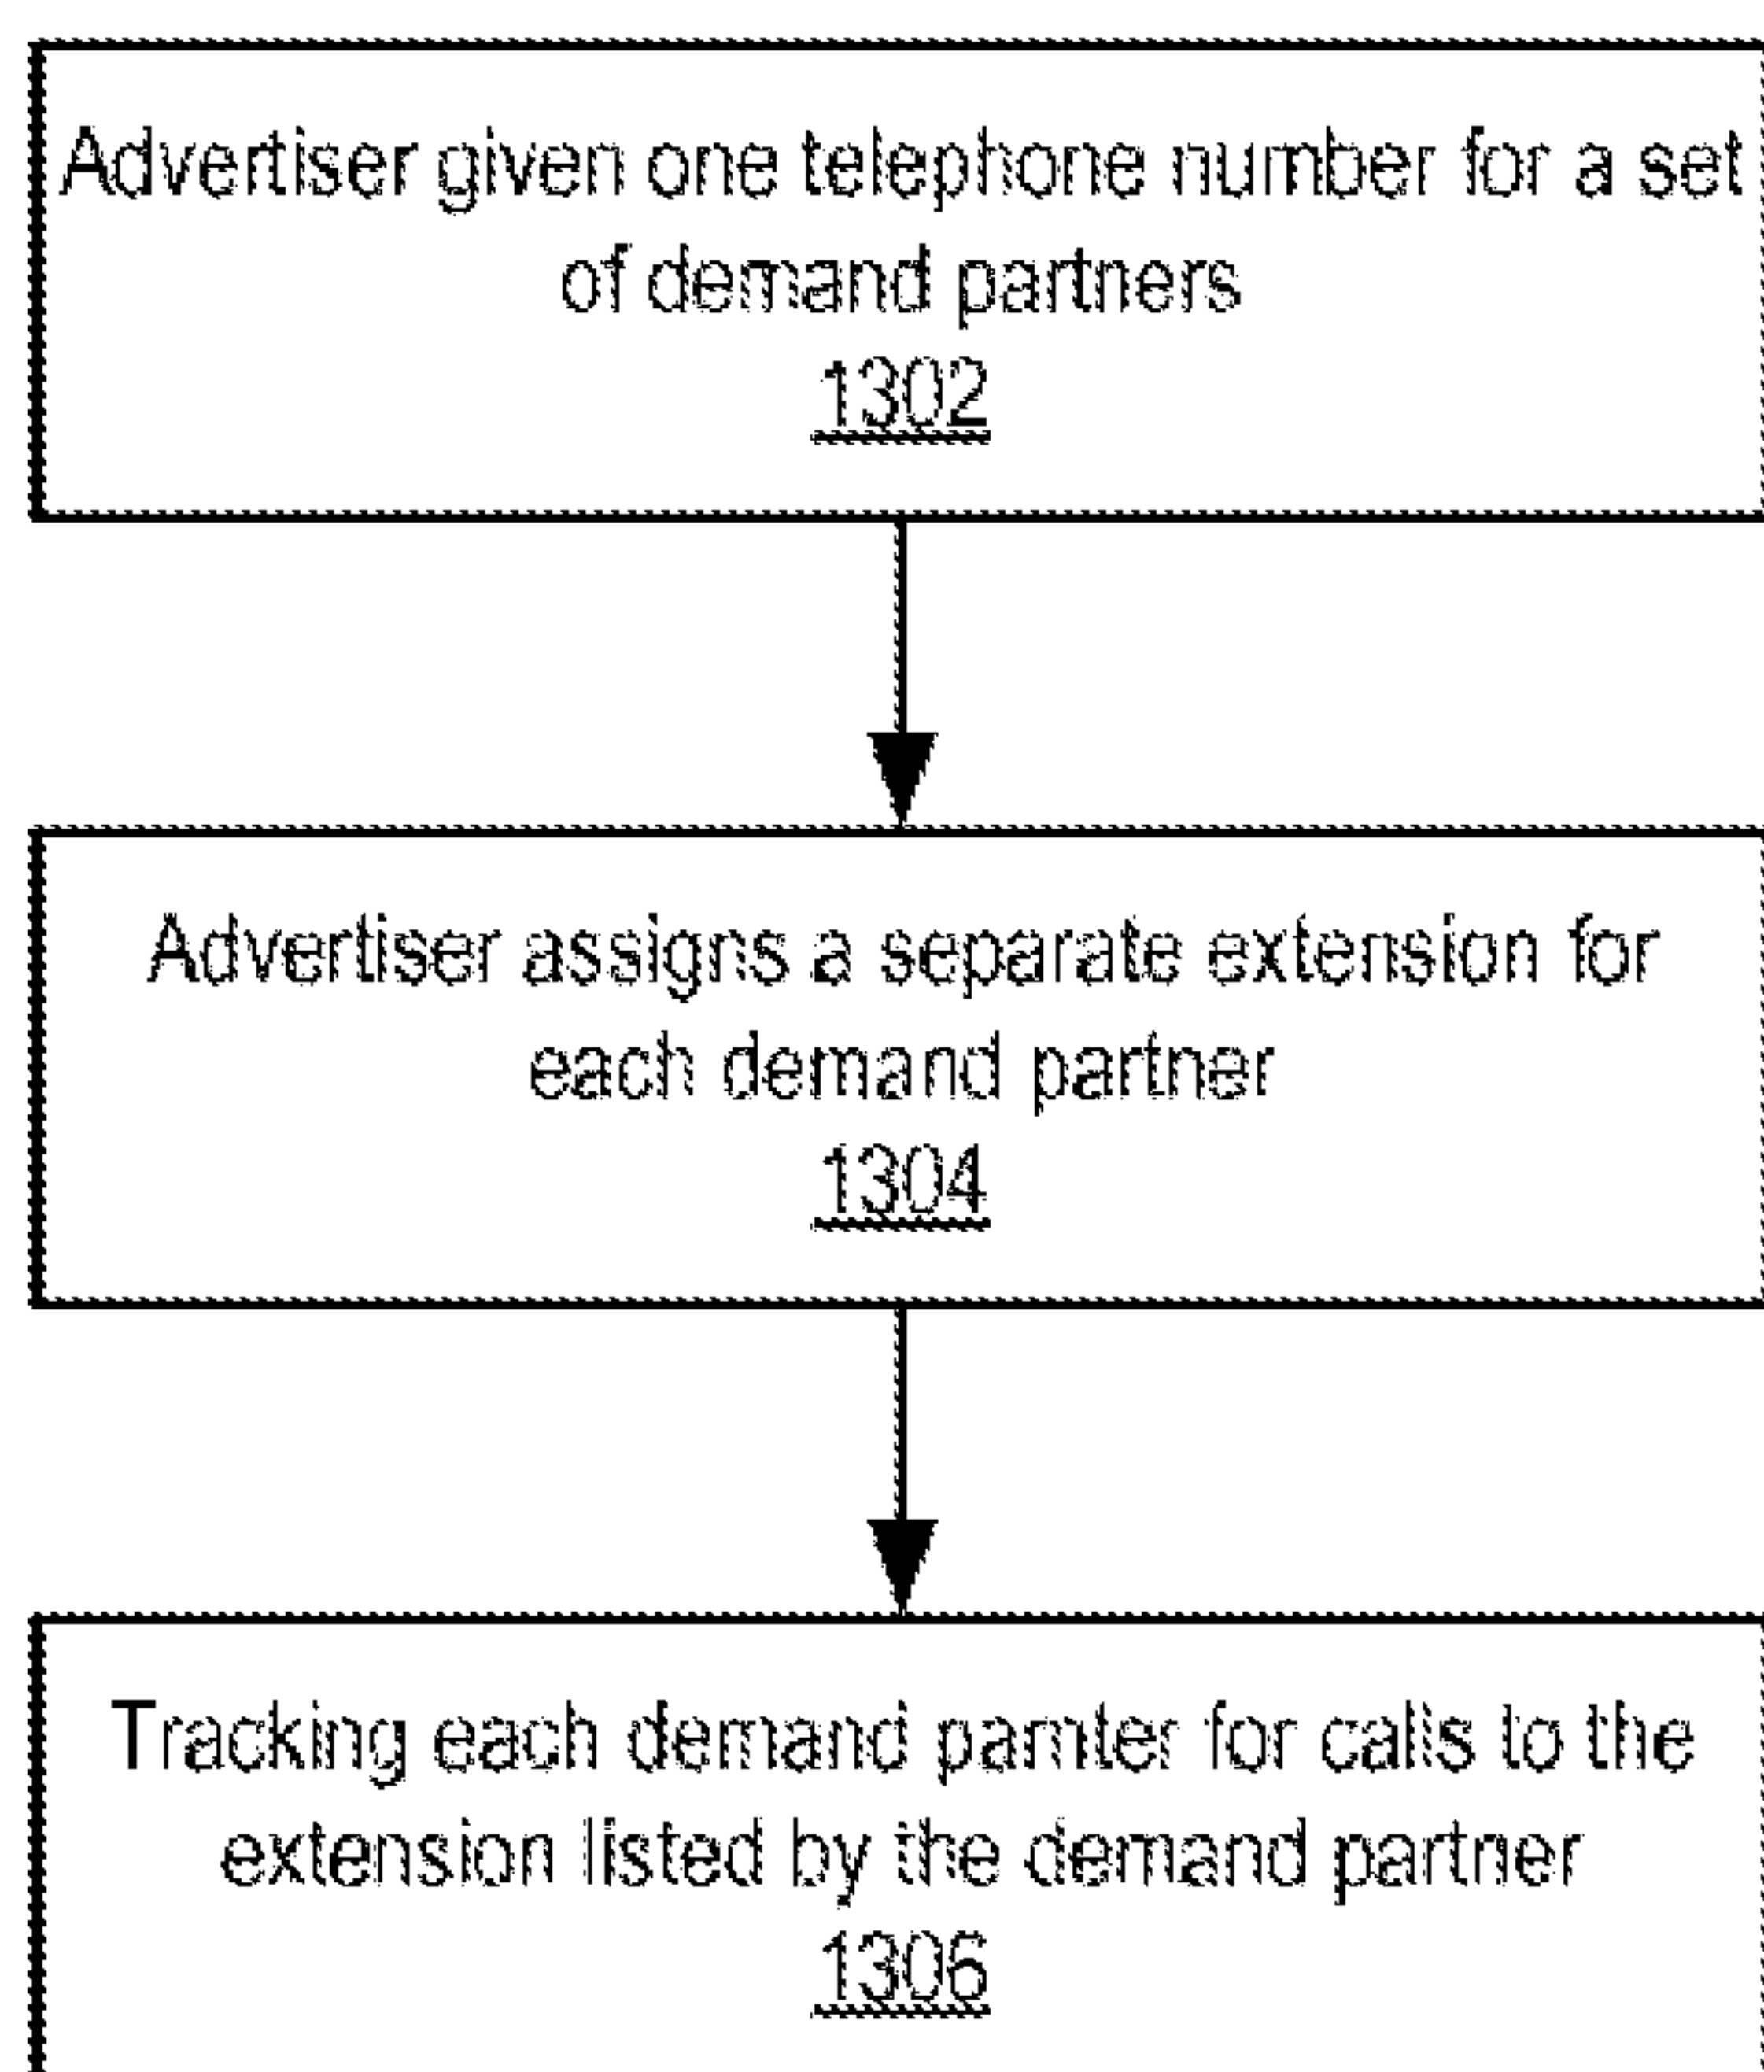 Advertiser given one telephone number for a set
of demand partners
1302
Advertiser assigns a separate extension for
each demand partner
1304
Tracking each demand parnter for calls to the
extension listed by the demand partner
1306